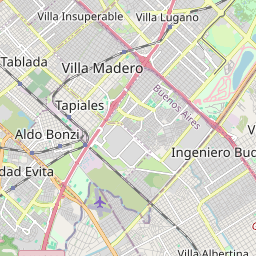 Villa Insuperable
Villa Lugano
Tablada
Villa Madero
Buenos Aires
Tapiales
Aldo Bonzi
V
Ingeniero Bud
dad Evita
Villa Albertina